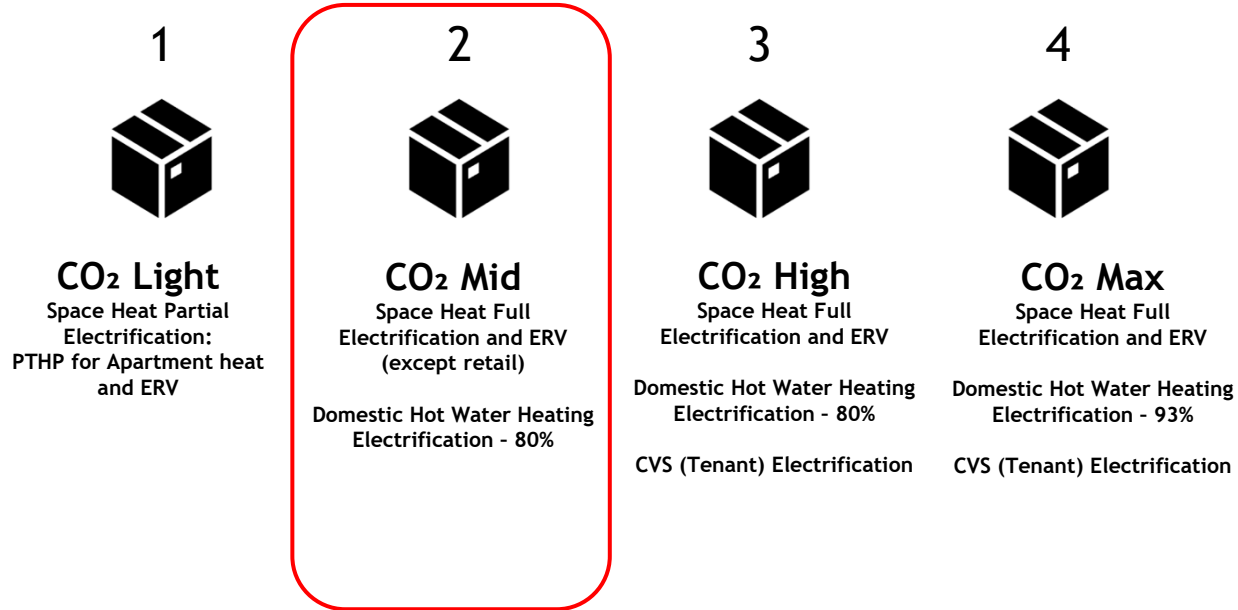 1
CO₂ Light
Space Heat Partial
Electrification:
PTHP for Apartment heat
and ERV
2
CO₂ Mid
Space Heat Full
Electrification and ERV
(except retail)
Domestic Hot Water Heating
Electrification – 80%
3
CO₂ High
Space Heat Full
Electrification and ERV
Domestic Hot Water Heating
Electrification – 80%
CVS (Tenant) Electrification
4
CO₂ Max
Space Heat Full
Electrification and ERV
Domestic Hot Water Heating
Electrification – 93%
CVS (Tenant) Electrification